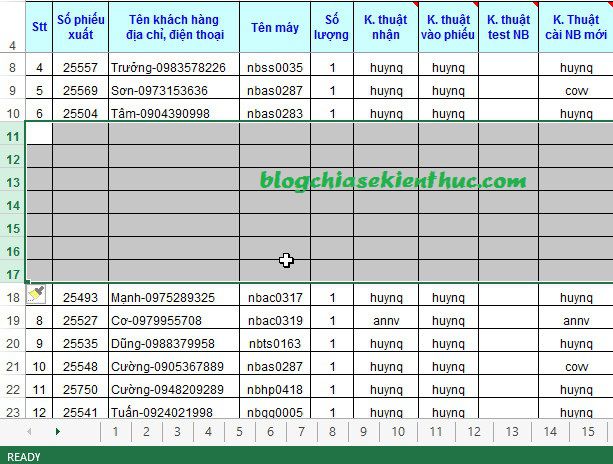 4 Stt Số phiếu xuất Tên khách hàng địa chỉ, điện thoại Tên máy Số lượng K. thuật nhận K. thuật vào phiếu K. thuật test NB K. Thuật cài NB mới
8 4 25557 Trưởng-0983578226 nbss0035 1 huynq huynq huynq
9 5 25569 Sơn-0973153636 nbas0287 1 huynq huynq covv
10 6 25504 Tâm-0904390998 nbas0283 1 huynq huynq huynq
11
12
13 blogchiasekienthuc.com
14
15
16
17
18 25493 Mạnh-0975289325 nbac0317 1 huynq huynq huynq
19 8 25527 Cơ-0979955708 nbac0319 1 annv huynq annv
20 9 25535 Dũng-0988379958 nbts0163 1 huynq huynq huynq
21 10 25548 Cường-0905367889 nbas0287 1 huynq huynq covv
22 11 25750 Cường-0948209289 nbhp0418 1 huynq huynq huynq
23 12 25541 Tuấn-0924021998 nbgg0005 1 huynq huynq huynq
1 2 3 4 5 6 7 8 9 10 11 12 13 14 15
READY